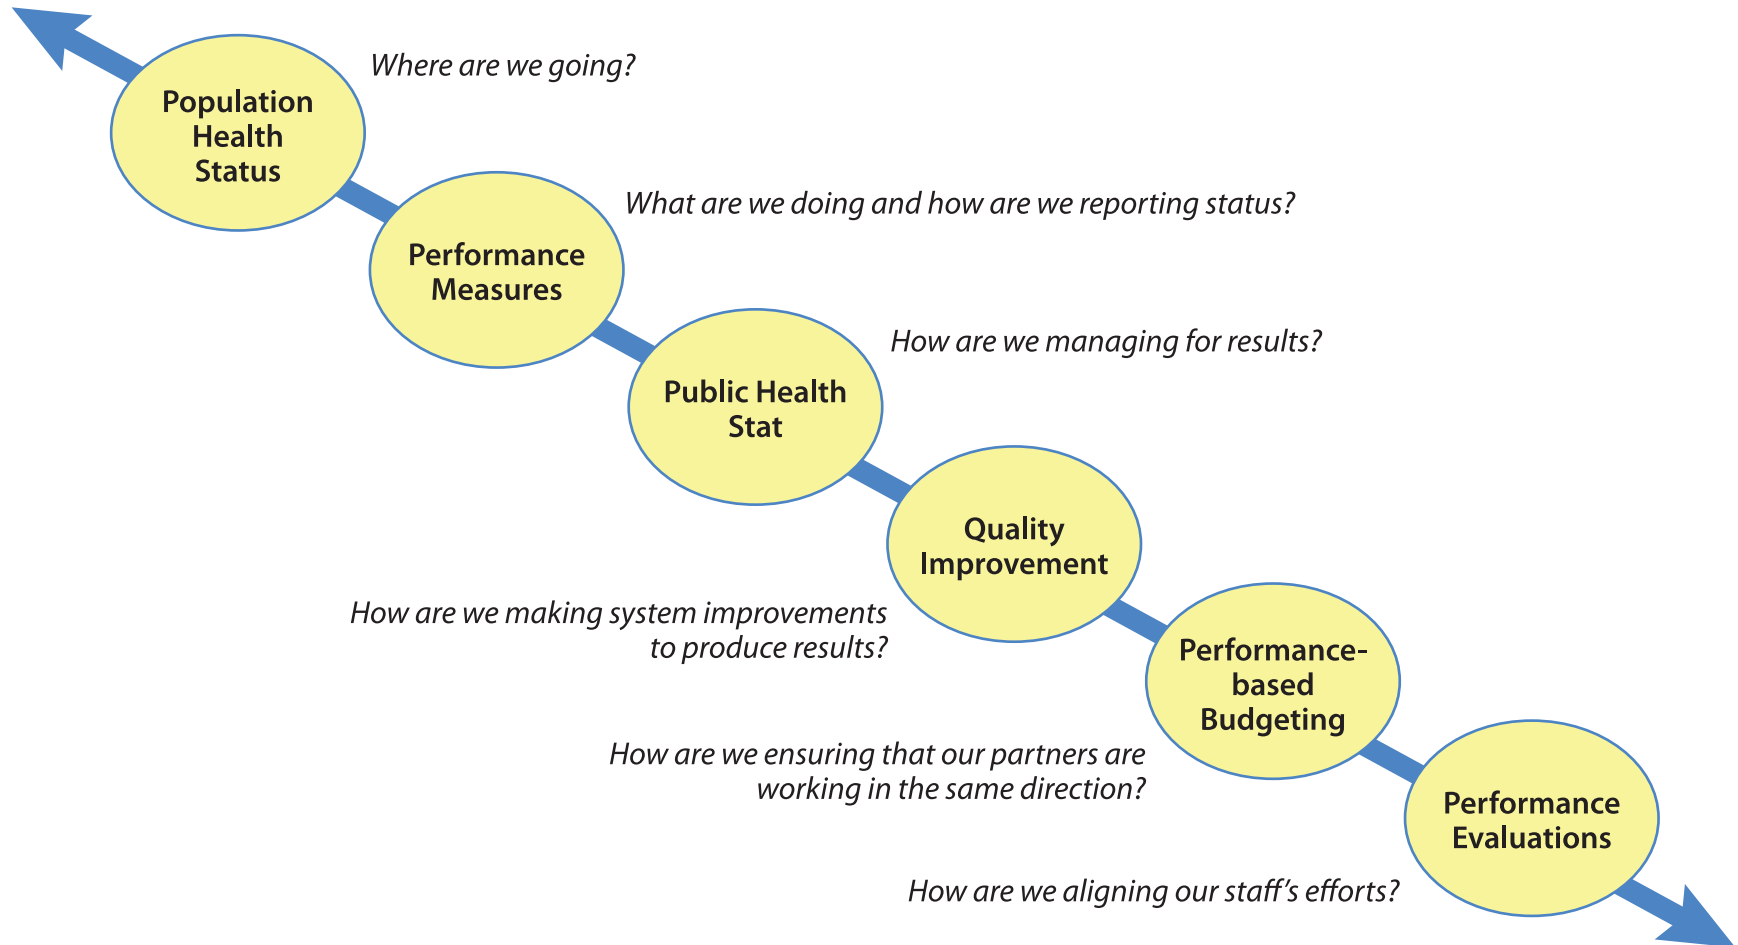 Where are we going?
Population
Health
Status
What are we doing and how are we reporting status?
Performance
Measures
How are we managing for results?
Public Health
Stat
Quality
Improvement
How are we making system improvements
to produce results?
Performance-
based
Budgeting
How are we ensuring that our partners are
working in the same direction?
Performance
Evaluations
How are we aligning our staff's efforts?